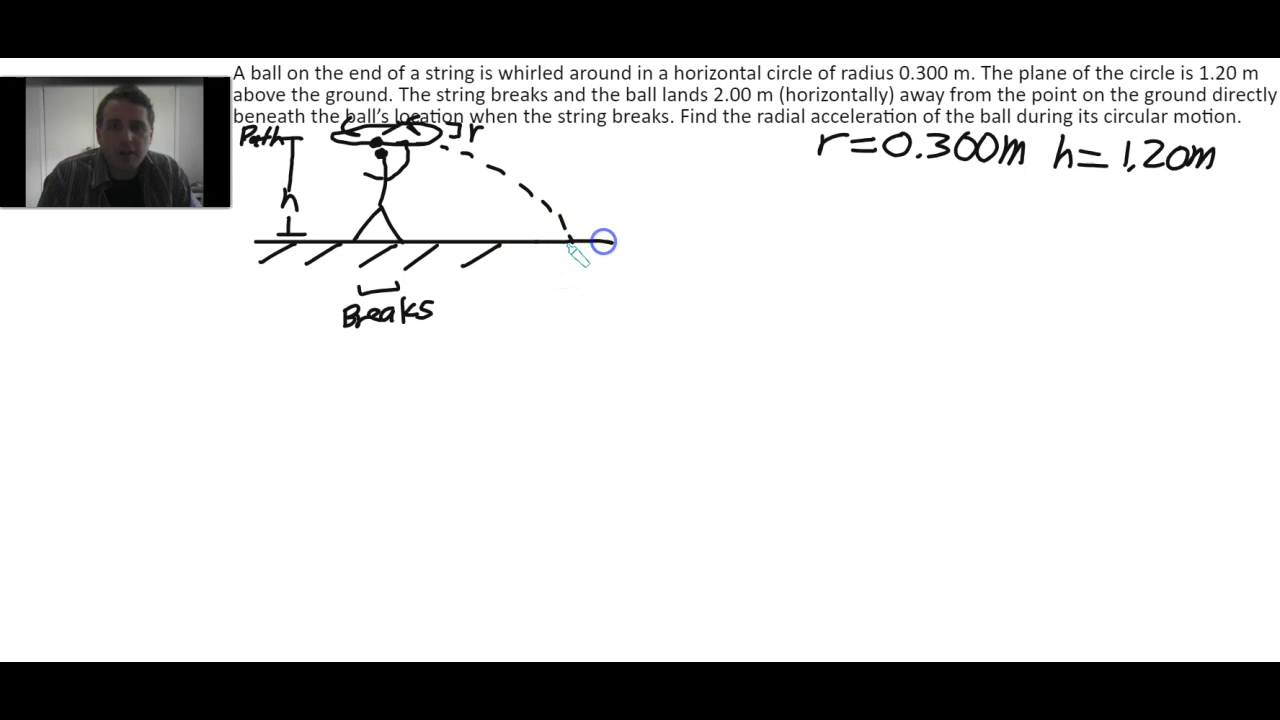 A ball on the end of a string is whirled around in a horizontal circle of radius 0.300 m. The plane of the circle is 1.20 m
above the ground. The string breaks and the ball lands 2.00 m (horizontally) away from the point on the ground directly
beneath the ball's location when the string breaks. Find the radial acceleration of the ball during its circular motion.
Path
r
r=0.300m h=1.20m
h
Breaks